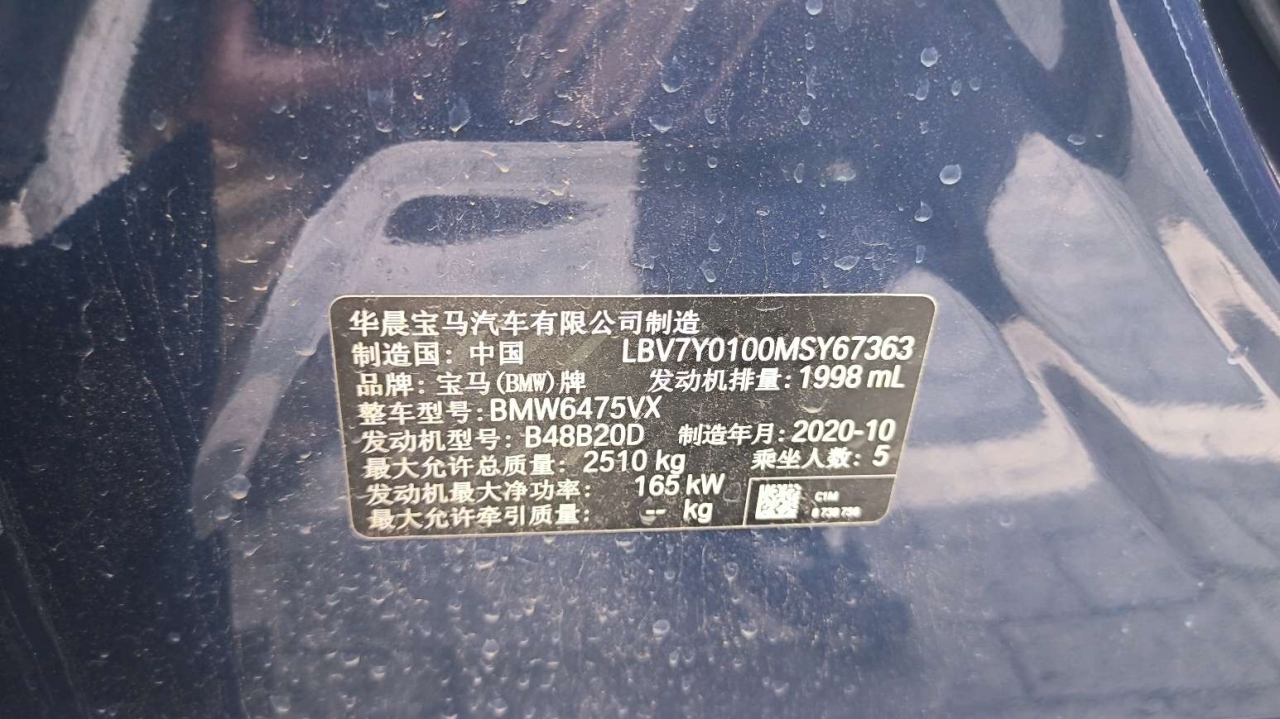 华晨宝马汽车有限公司制造
制造国：中国 LBV7Y0100MSY67363
品牌：宝马(BMW)牌 发动机排量：1998 mL
整车型号：BMW6475VX
发动机型号：B48B20D 制造年月：2020-10
最大允许总质量：2510 kg 乘坐人数：5
发动机最大净功率：165 kW
最大允许牵引质量：-- kg
C1M